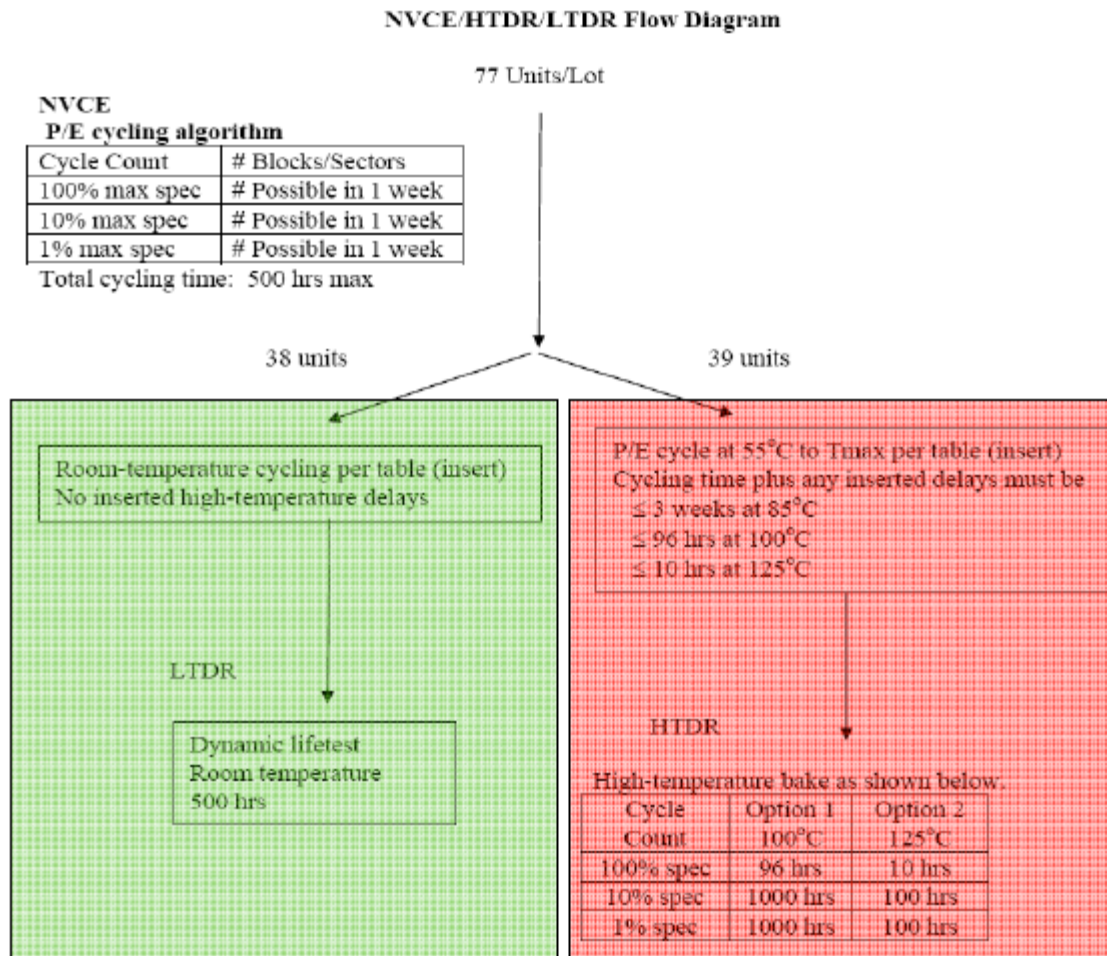 NVCE/HTDR/LTDR Flow Diagram
77 Units/Lot
NVCE
P/E cycling algorithm
Cycle Count # Blocks/Sectors
100% max spec # Possible in 1 week
10% max spec # Possible in 1 week
1% max spec # Possible in 1 week
Total cycling time: 500 hrs max
38 units
39 units
Room-temperature cycling per table (insert)
No inserted high-temperature delays
LTDR
Dynamic lifetest
Room temperature
500 hrs
P/E cycle at 55°C to Tmax per table (insert)
Cycling time plus any inserted delays must be
≤ 3 weeks at 85°C
≤ 96 hrs at 100°C
≤ 10 hrs at 125°C
HTDR
High-temperature bake as shown below.
Cycle Option 1 Option 2
Count 100°C 125°C
100% spec 96 hrs 10 hrs
10% spec 1000 hrs 100 hrs
1% spec 1000 hrs 100 hrs